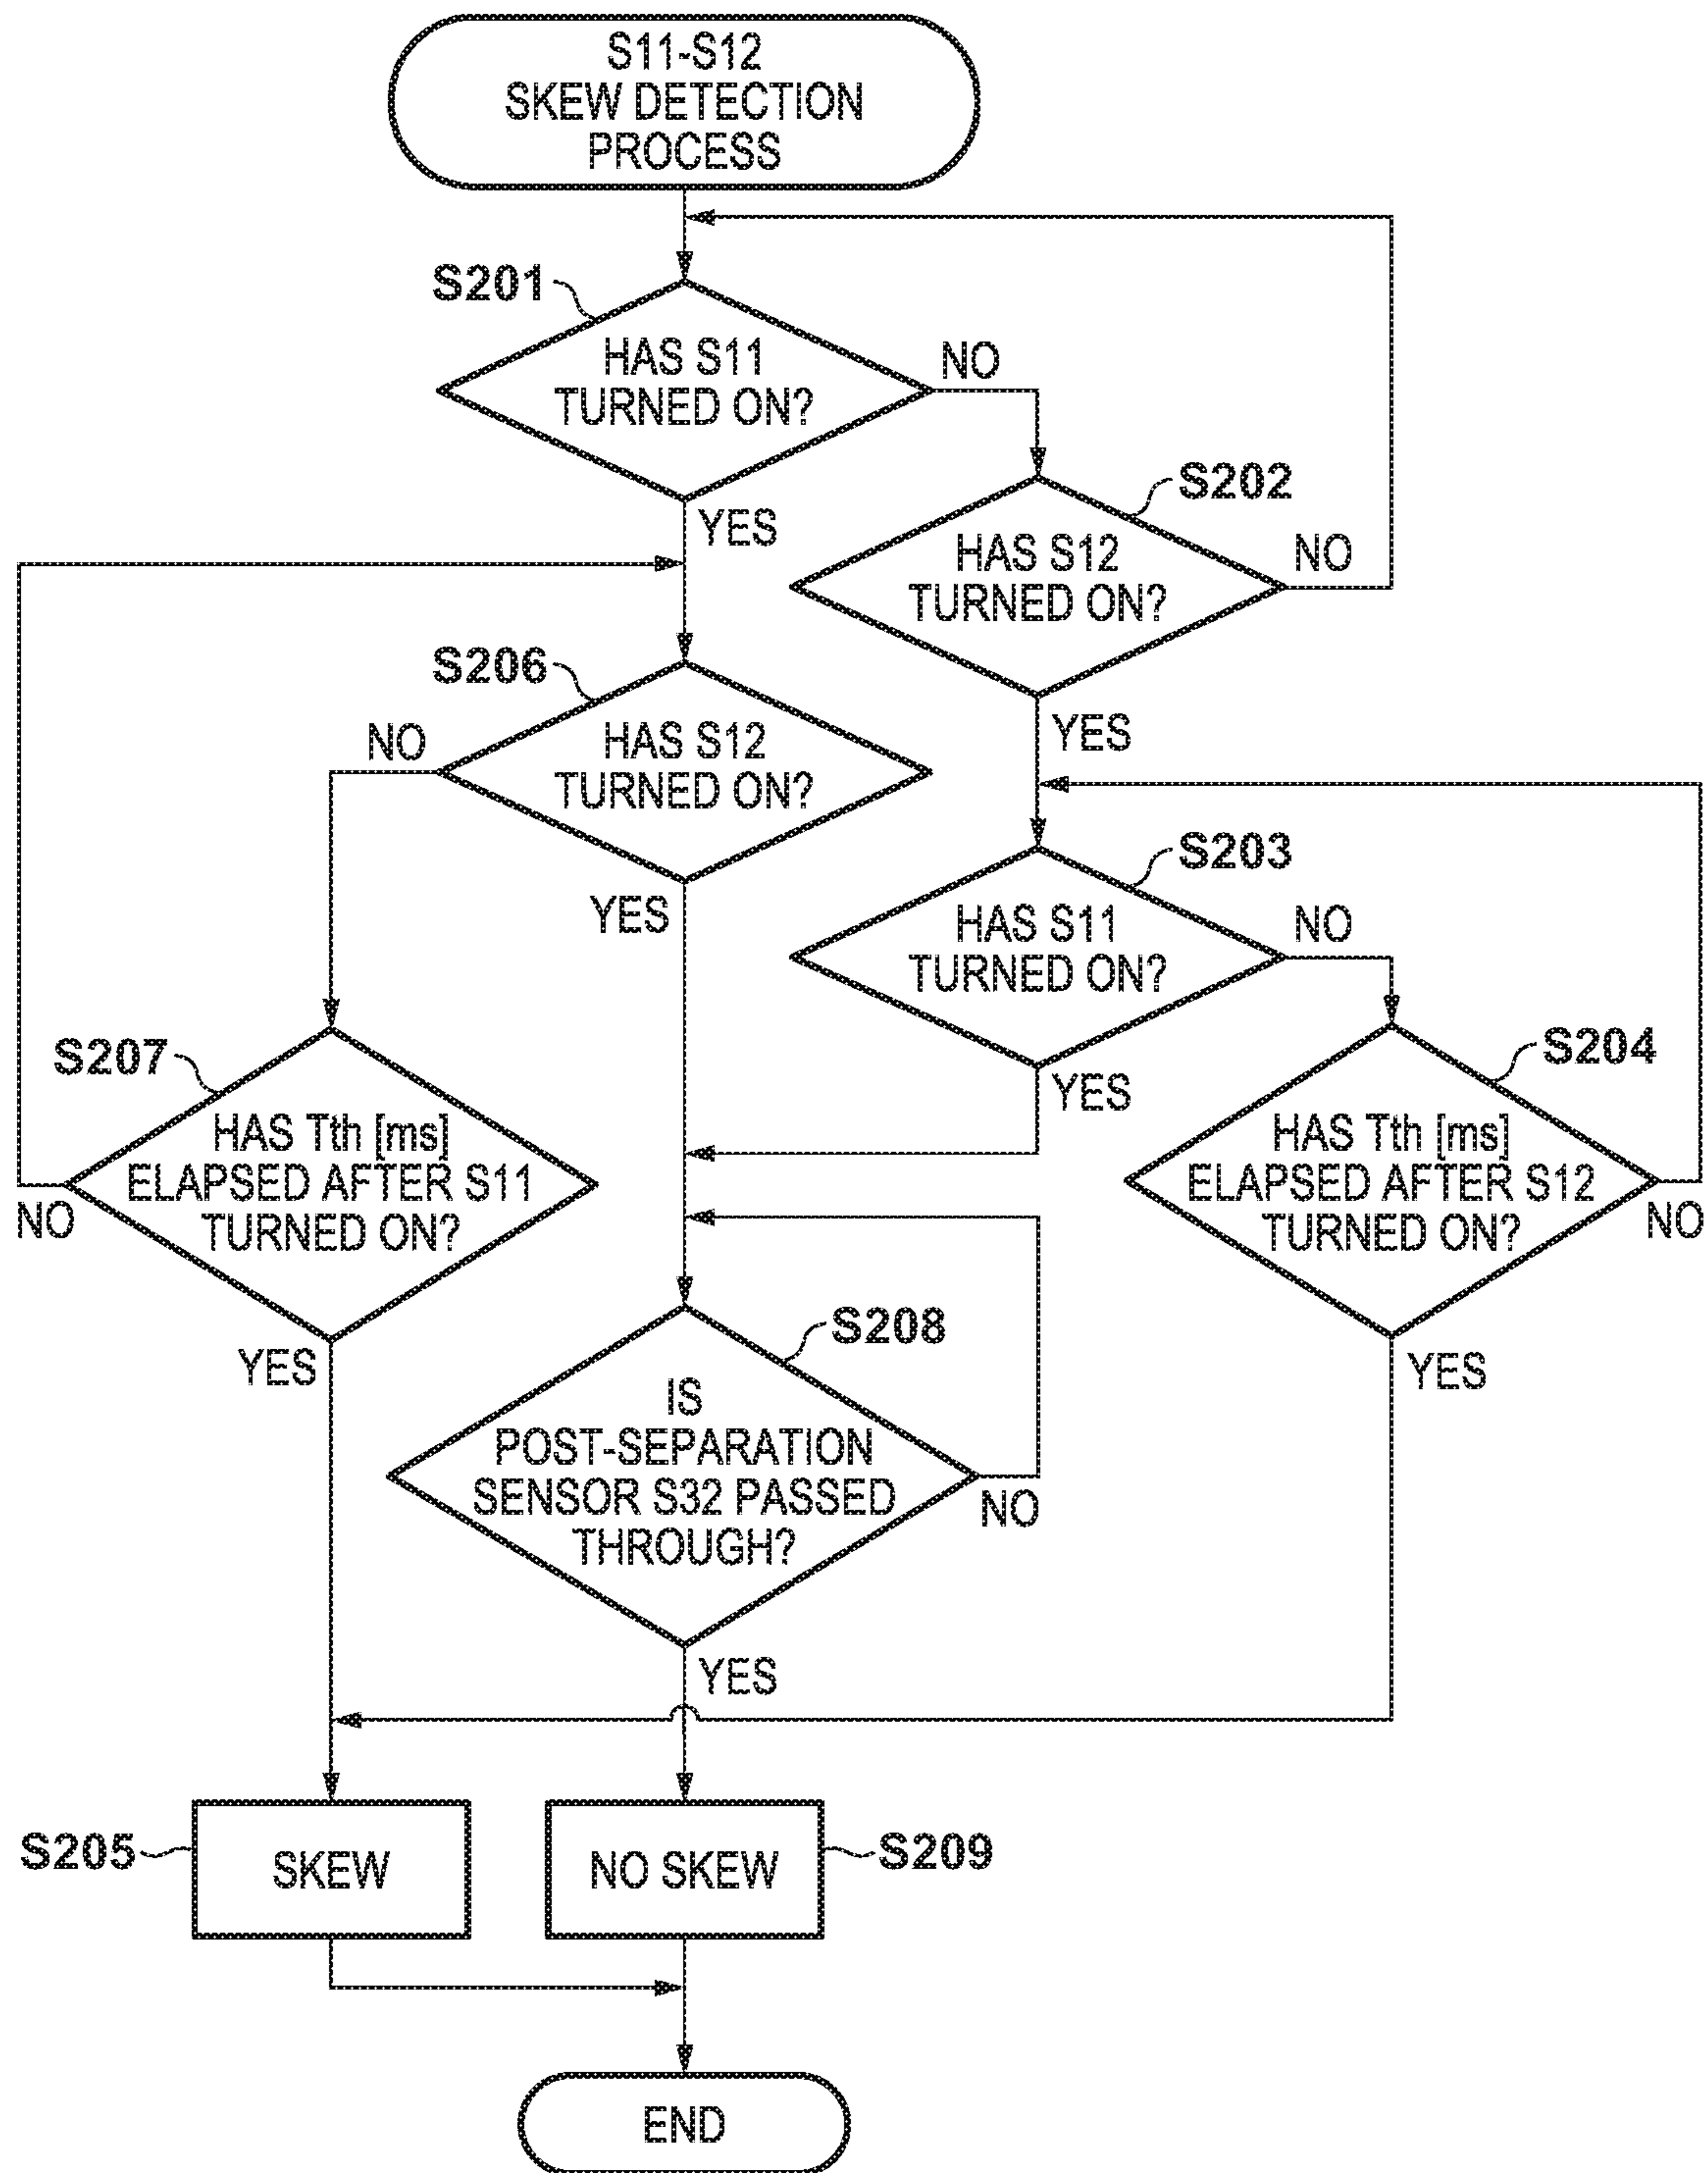 S11-S12
SKEW DETECTION
PROCESS
S201
HAS S11
TURNED ON?
NO
YES
S202
HAS S12
TURNED ON?
NO
YES
S206
HAS S12
TURNED ON?
NO
YES
S203
HAS S11
TURNED ON?
NO
YES
S207
HAS Tth [ms]
ELAPSED AFTER S11
TURNED ON?
NO
YES
S204
HAS Tth [ms]
ELAPSED AFTER S12
TURNED ON?
NO
YES
S208
IS
POST-SEPARATION
SENSOR S32 PASSED
THROUGH?
NO
YES
S205
SKEW
NO SKEW
S209
END